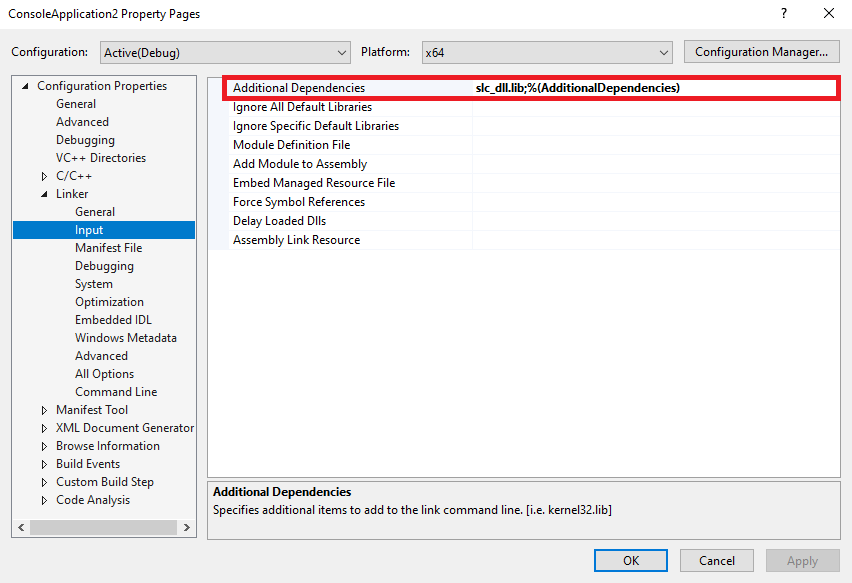 ConsoleApplication2 Property Pages
?
Configuration: Active(Debug) Platform: x64 Configuration Manager...
Configuration Properties
General
Advanced
Debugging
VC++ Directories
C/C++
Linker
General
Input
Manifest File
Debugging
System
Optimization
Embedded IDL
Windows Metadata
Advanced
All Options
Command Line
Manifest Tool
XML Document Generator
Browse Information
Build Events
Custom Build Step
Code Analysis
Additional Dependencies slc_dll.lib;%(AdditionalDependencies)
Ignore All Default Libraries
Ignore Specific Default Libraries
Module Definition File
Add Module to Assembly
Embed Managed Resource File
Force Symbol References
Delay Loaded Dlls
Assembly Link Resource
Additional Dependencies
Specifies additional items to add to the link command line. [i.e. kernel32.lib]
OK Cancel Apply